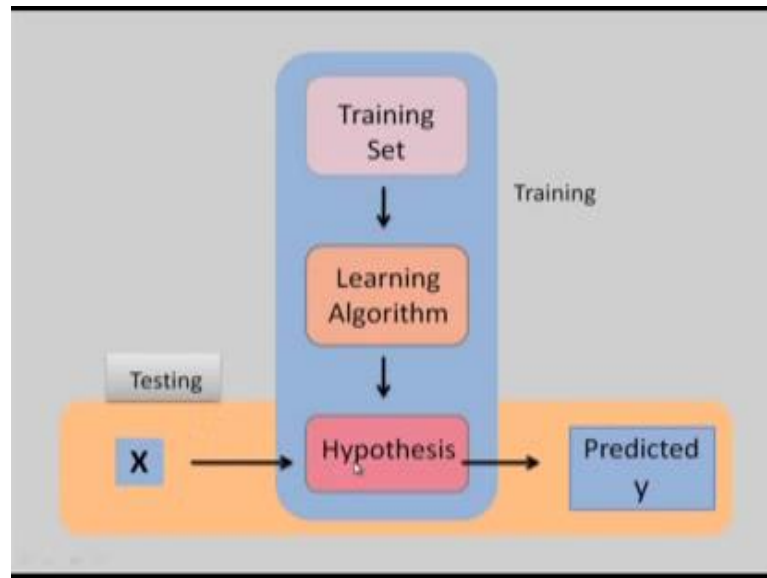 Training
Set
Training
Learning
Algorithm
Testing
X
Hypothesis
Predicted
y